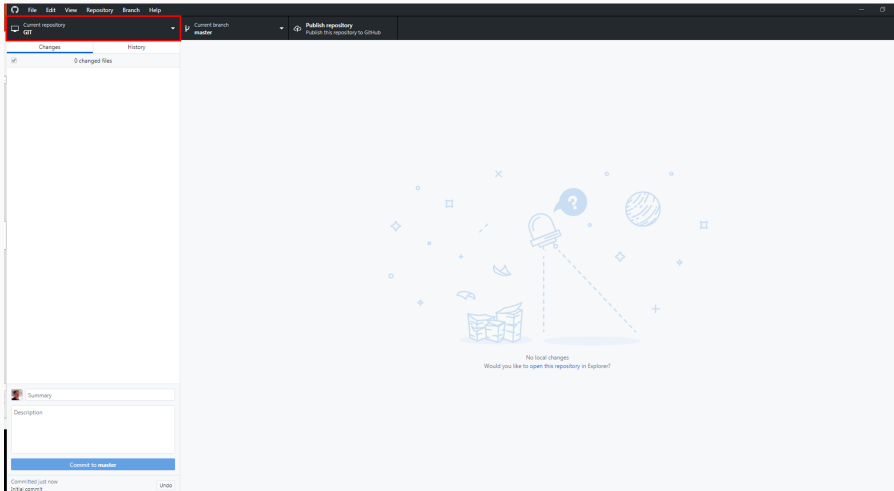 File Edit View Repository Branch Help
Current repository
GIT
Current branch
master
Publish repository
Publish this repository to GitHub
Changes History
0 changed files
?
No local changes
Would you like to open this repository in Explorer?
Summary
Description
Commit to master
Committed just now
Initial commit
Undo